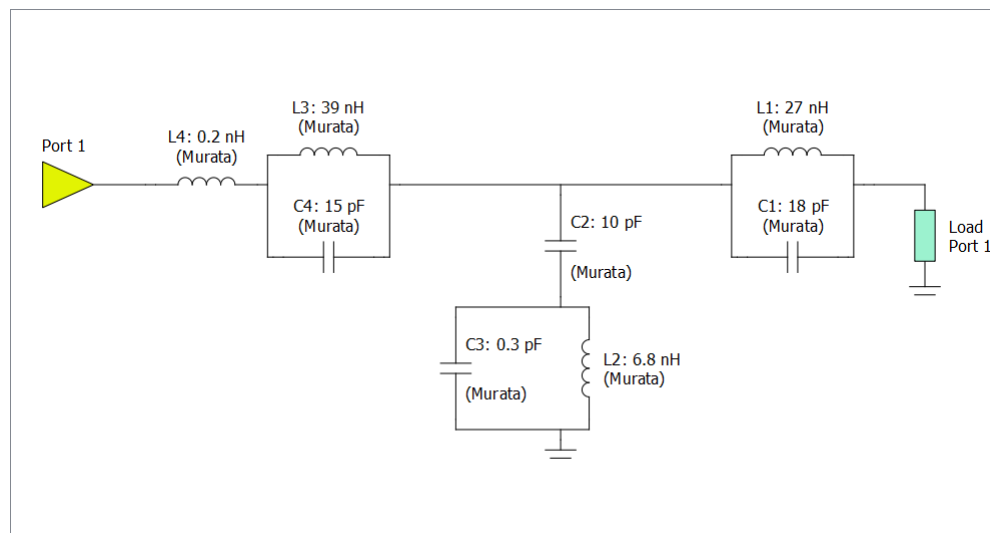 Port 1
L4: 0.2 nH
(Murata)
L3: 39 nH
(Murata)
C4: 15 pF
(Murata)
C2: 10 pF
(Murata)
C3: 0.3 pF
(Murata)
L2: 6.8 nH
(Murata)
L1: 27 nH
(Murata)
C1: 18 pF
(Murata)
Load
Port 1